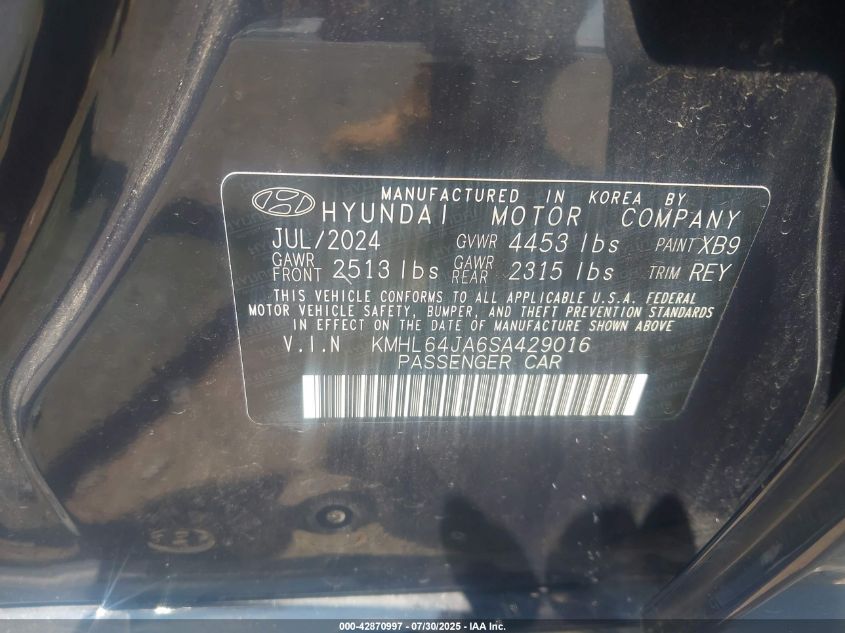 MANUFACTURED IN KOREA BY
HYUNDAI MOTOR COMPANY
JUL/2024 GVWR 4453 lbs PAINT XB9
GAWR FRONT 2513 lbs GAWR REAR 2315 lbs TRIM REY
THIS VEHICLE CONFORMS TO ALL APPLICABLE U.S.A. FEDERAL
MOTOR VEHICLE SAFETY, BUMPER, AND THEFT PREVENTION STANDARDS
IN EFFECT ON THE DATE OF MANUFACTURE SHOWN ABOVE
V.I.N KMHL64JA6SA429016
PASSENGER CAR
000-42870997 - 07/30/2025 - IAA Inc.